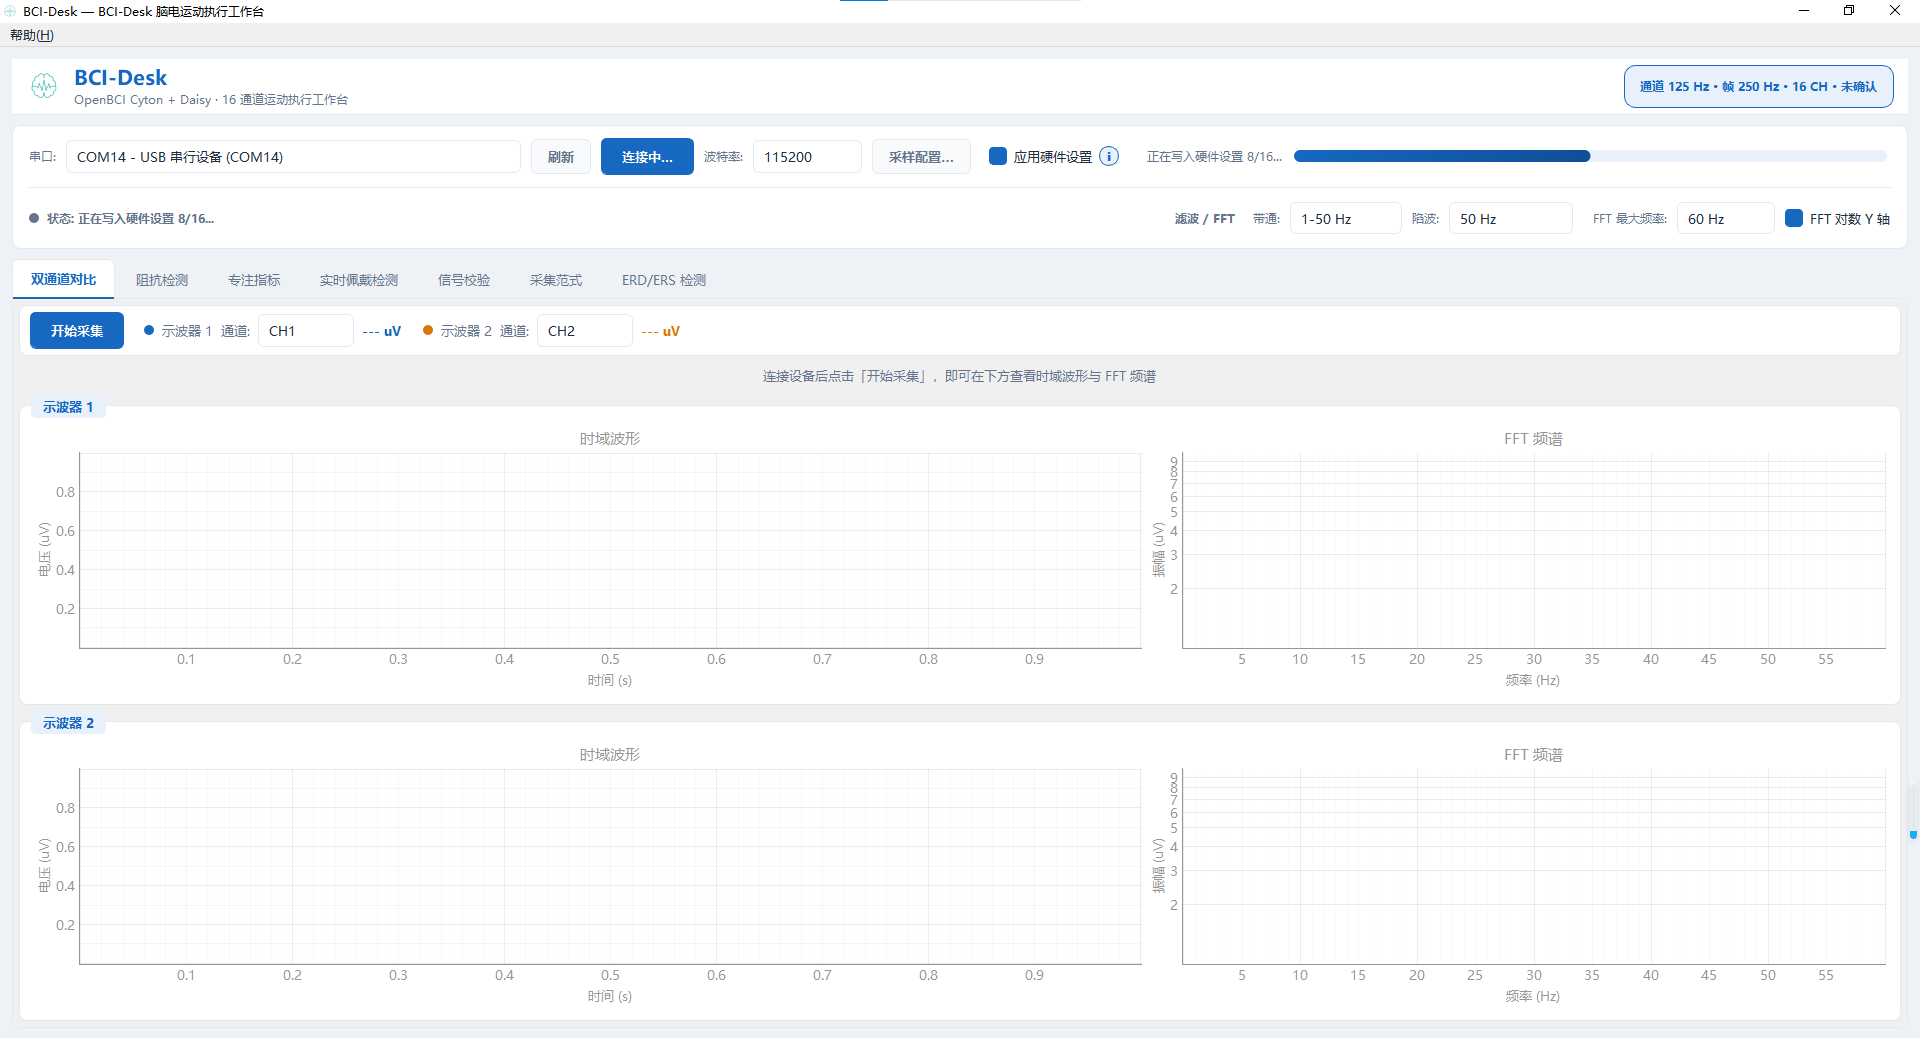 BCI-Desk — BCI-Desk 脑电运动执行工作台
帮助(H)
BCI-Desk
OpenBCI Cyton + Daisy · 16 通道运动执行工作台
通道 125 Hz • 帧 250 Hz • 16 CH • 未确认
串口: COM14 - USB 串行设备 (COM14) 刷新 连接中... 波特率: 115200 采样配置... 应用硬件设置 i 正在写入硬件设置 8/16...
状态: 正在写入硬件设置 8/16... 滤波 / FFT 带通: 1-50 Hz 陷波: 50 Hz FFT 最大频率: 60 Hz FFT 对数 Y 轴
双通道对比 阻抗检测 专注指标 实时佩戴检测 信号校验 采集范式 ERD/ERS 检测
开始采集 示波器 1 通道: CH1 --- uV 示波器 2 通道: CH2 --- uV
连接设备后点击「开始采集」，即可在下方查看时域波形与 FFT 频谱
示波器 1
时域波形
电压 (uV)
0.8
0.6
0.4
0.2
0.1 0.2 0.3 0.4 0.5 0.6 0.7 0.8 0.9
时间 (s)
FFT 频谱
振幅 (uV)
9
8
7
6
5
4
3
2
5 10 15 20 25 30 35 40 45 50 55
频率 (Hz)
示波器 2
时域波形
电压 (uV)
0.8
0.6
0.4
0.2
0.1 0.2 0.3 0.4 0.5 0.6 0.7 0.8 0.9
时间 (s)
FFT 频谱
振幅 (uV)
9
8
7
6
5
4
3
2
5 10 15 20 25 30 35 40 45 50 55
频率 (Hz)